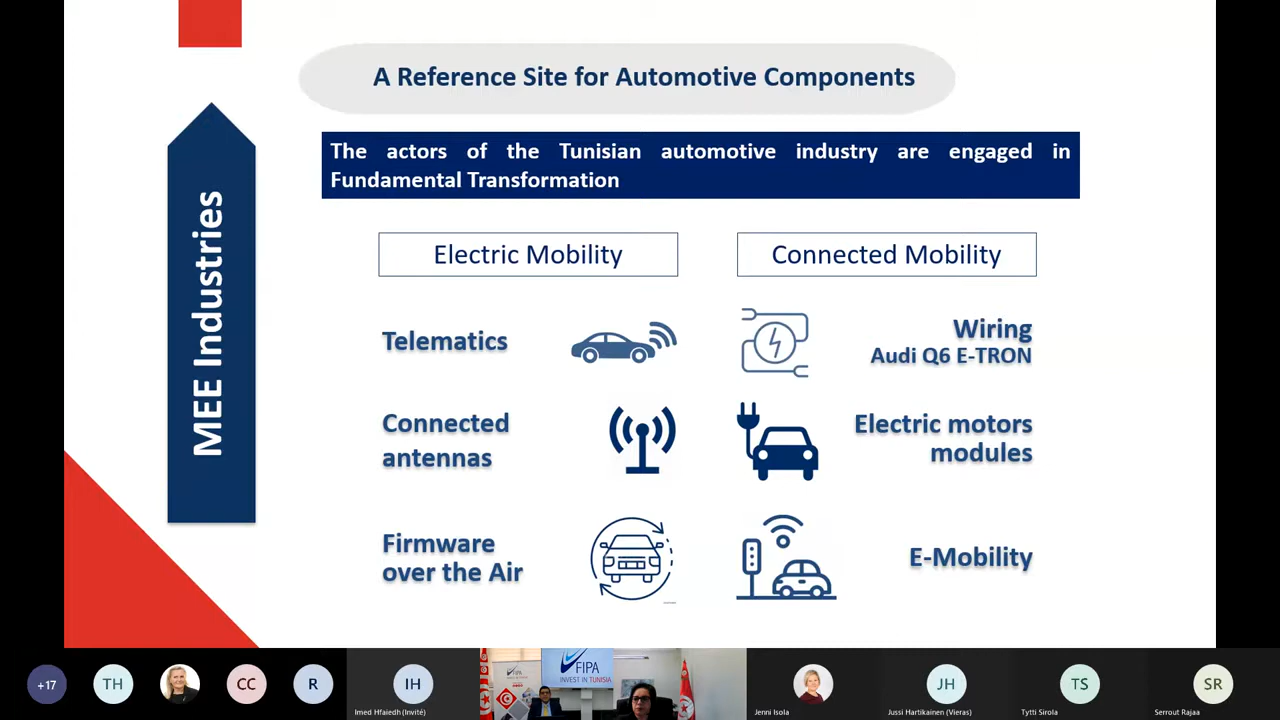 A Reference Site for Automotive Components
The actors of the Tunisian automotive industry are engaged in
Fundamental Transformation
MEE Industries
Electric Mobility
Connected Mobility
Telematics
Wiring
Audi Q6 E-TRON
Connected
antennas
Electric motors
modules
Firmware
over the Air
E-Mobility
+17
TH
CC
R
IH
Imed Hfaiedh (Invité)
FIPA
INVEST IN TUNISIA
Jenni Isola
JH
Jussi Hartikainen (Vieras)
TS
Tytti Sirola
SR
Serrout Rajaa